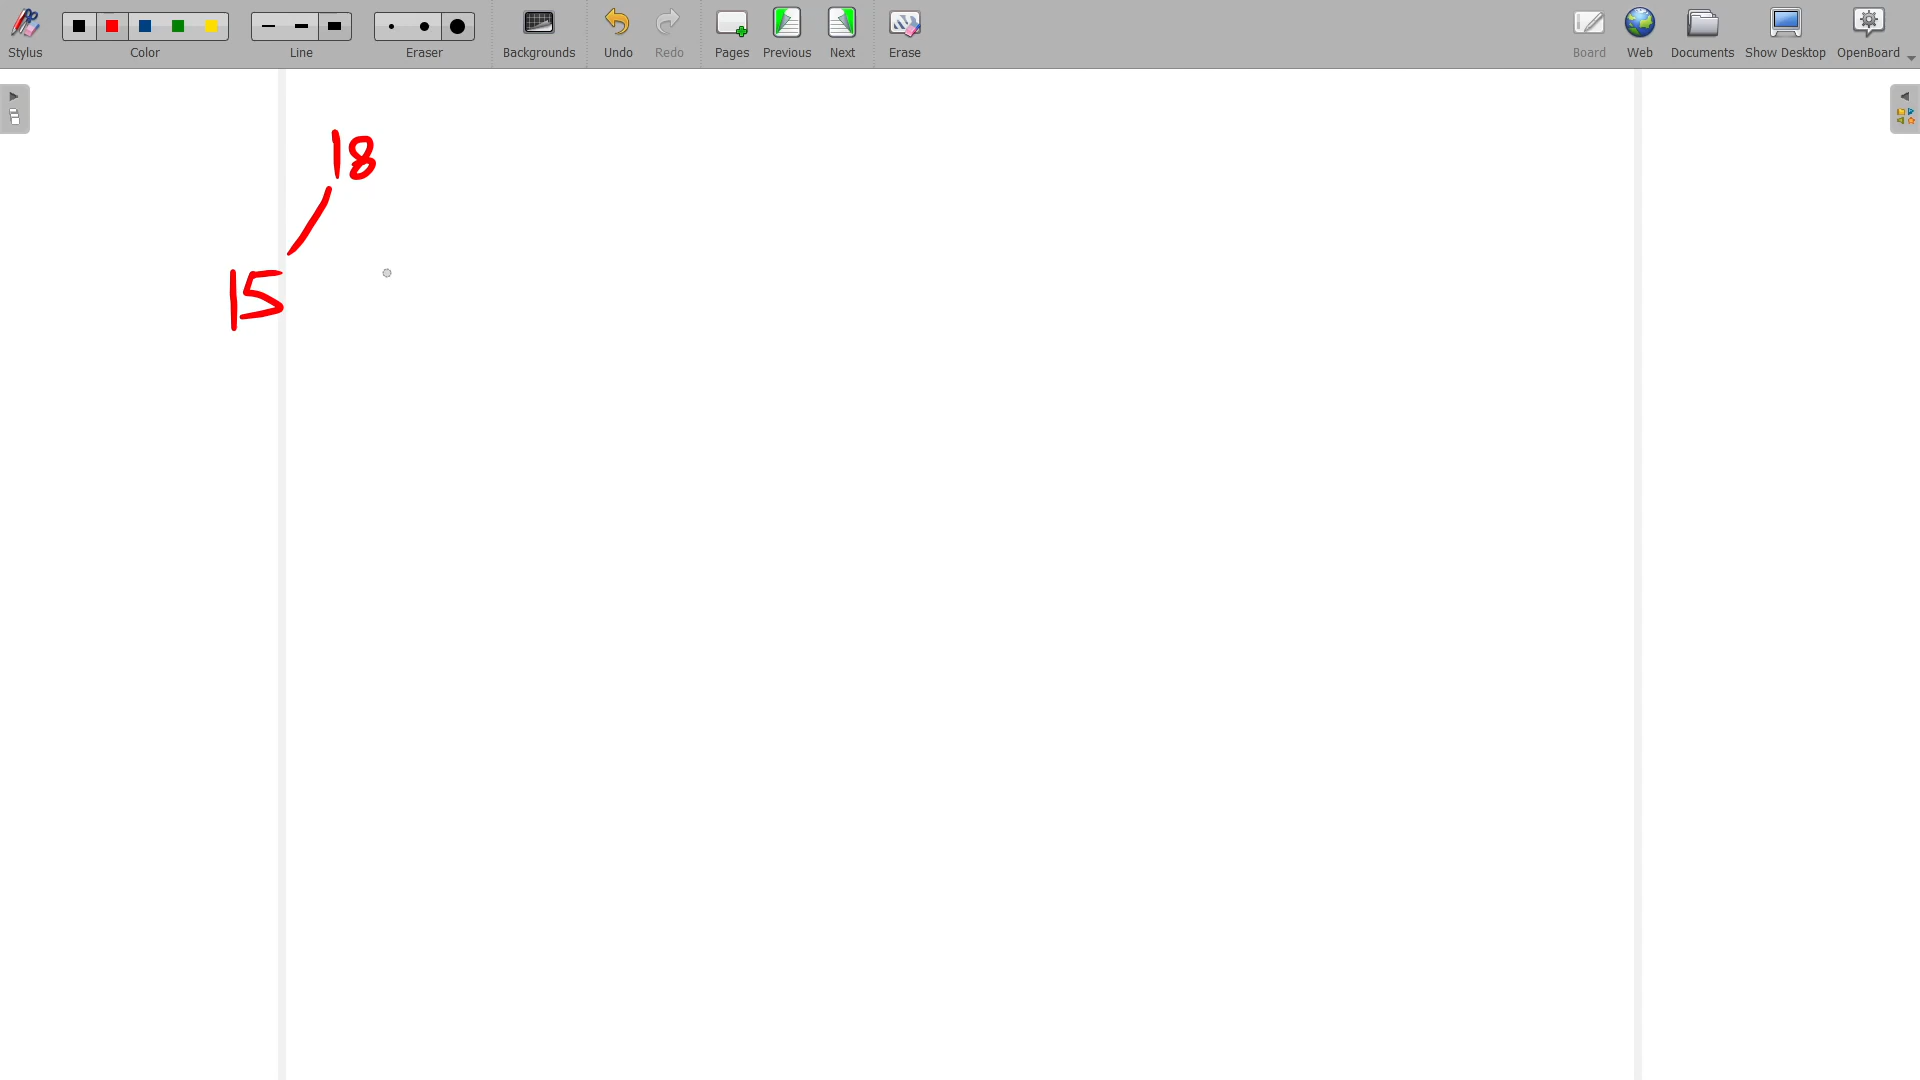 Stylus Color Line Eraser Backgrounds Undo Redo Pages Previous Next Erase Board Web Documents Show Desktop OpenBoard
18
15